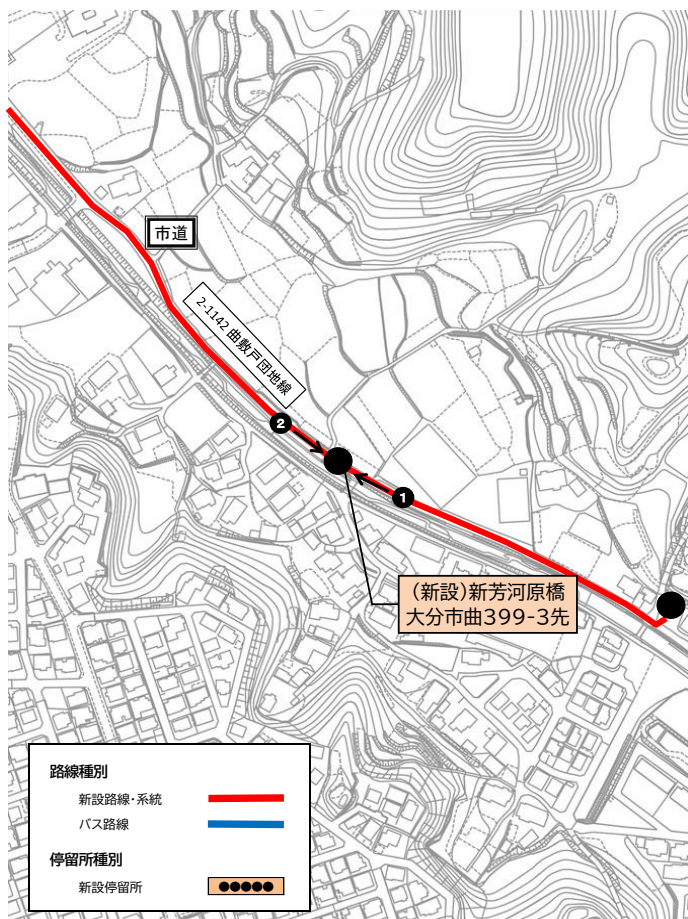 市道
2-1142 曲敷戸団地線
2
1
(新設)新芳河原橋
大分市曲399-3先
路線種別
新設路線・系統
バス路線
停留所種別
新設停留所
●●●●●